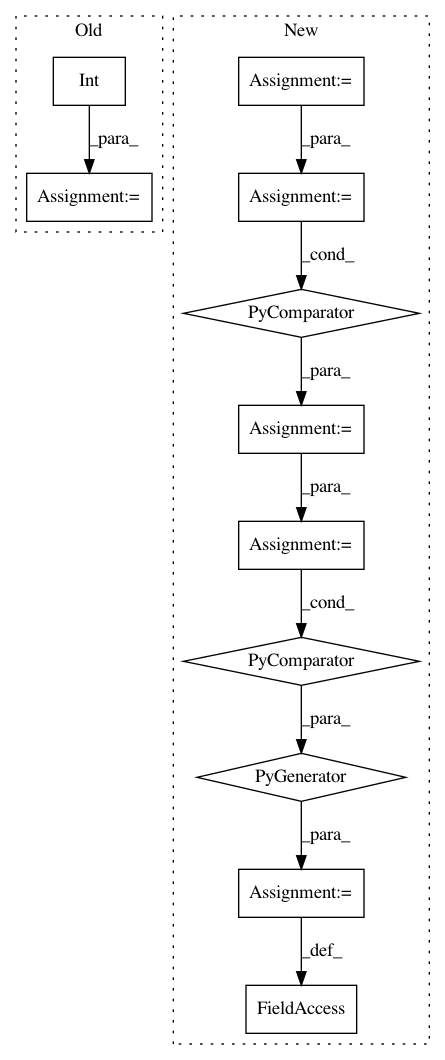 Old
New
Int
Assignment:=
_para_
_para_
Assignment:=
Assignment:=
_cond_
PyComparator
_para_
Assignment:=
_para_
Assignment:=
_cond_
PyComparator
_para_
PyGenerator
_para_
Assignment:=
_def_
FieldAccess